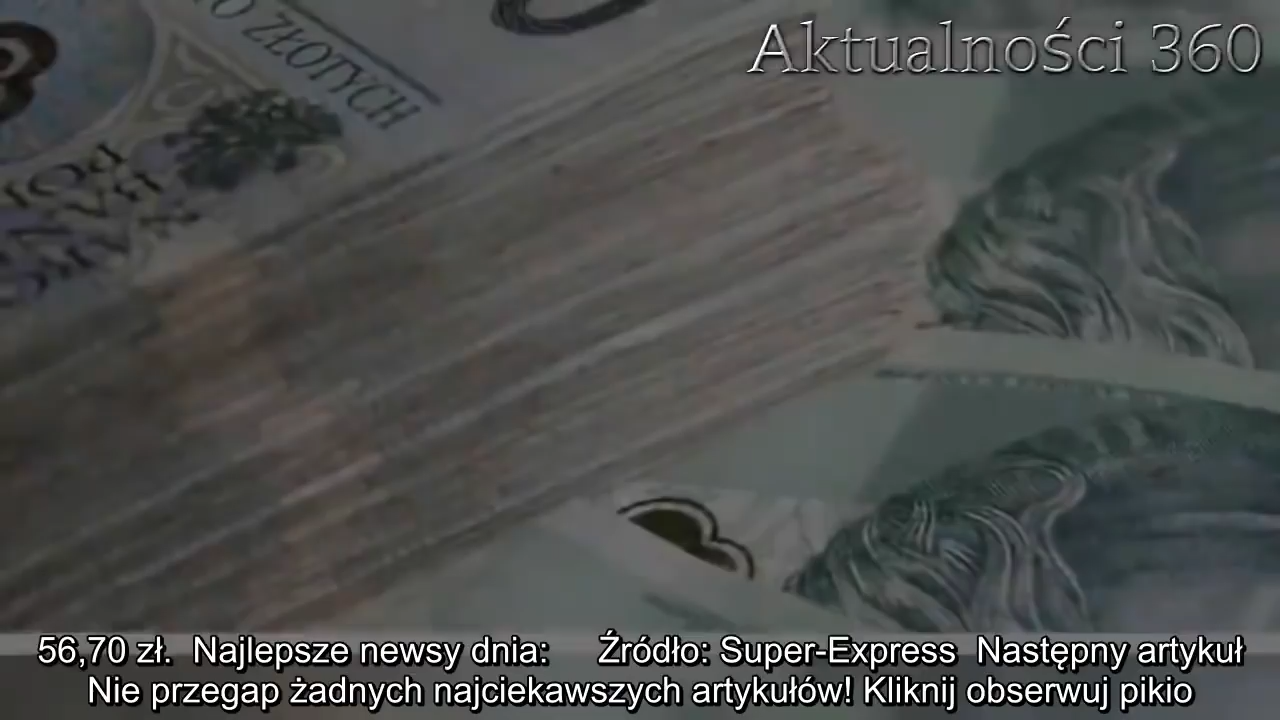 Aktualności 360
ZŁOTYCH
56,70 zł. Najlepsze newsy dnia: Źródło: Super-Express Następny artykuł
Nie przegap żadnych najciekawszych artykułów! Kliknij obserwuj pikio